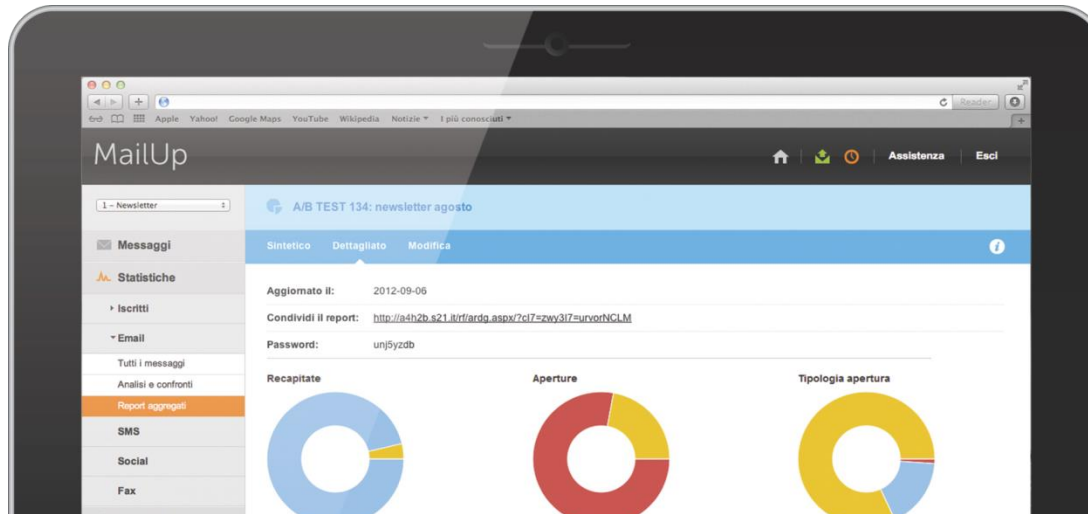 Reader
Apple Yahoo! Google Maps YouTube Wikipedia Notizie I più conosciuti
MailUp
Assistenza Esci
1 - Newsletter
A/B TEST 134: newsletter agosto
Messaggi
Sintetico Dettagliato Modifica
Statistiche
Aggiornato il: 2012-09-06
Iscritti
Condividi il report: http://a4h2b.s21.it/rf/ardg.aspx/?cl7=zwy3l7=urvorNCLM
Email
Password: unj5yzdb
Tutti i messaggi
Recapitate Aperture Tipologia apertura
Analisi e confronti
Report aggregati
SMS
Social
Fax